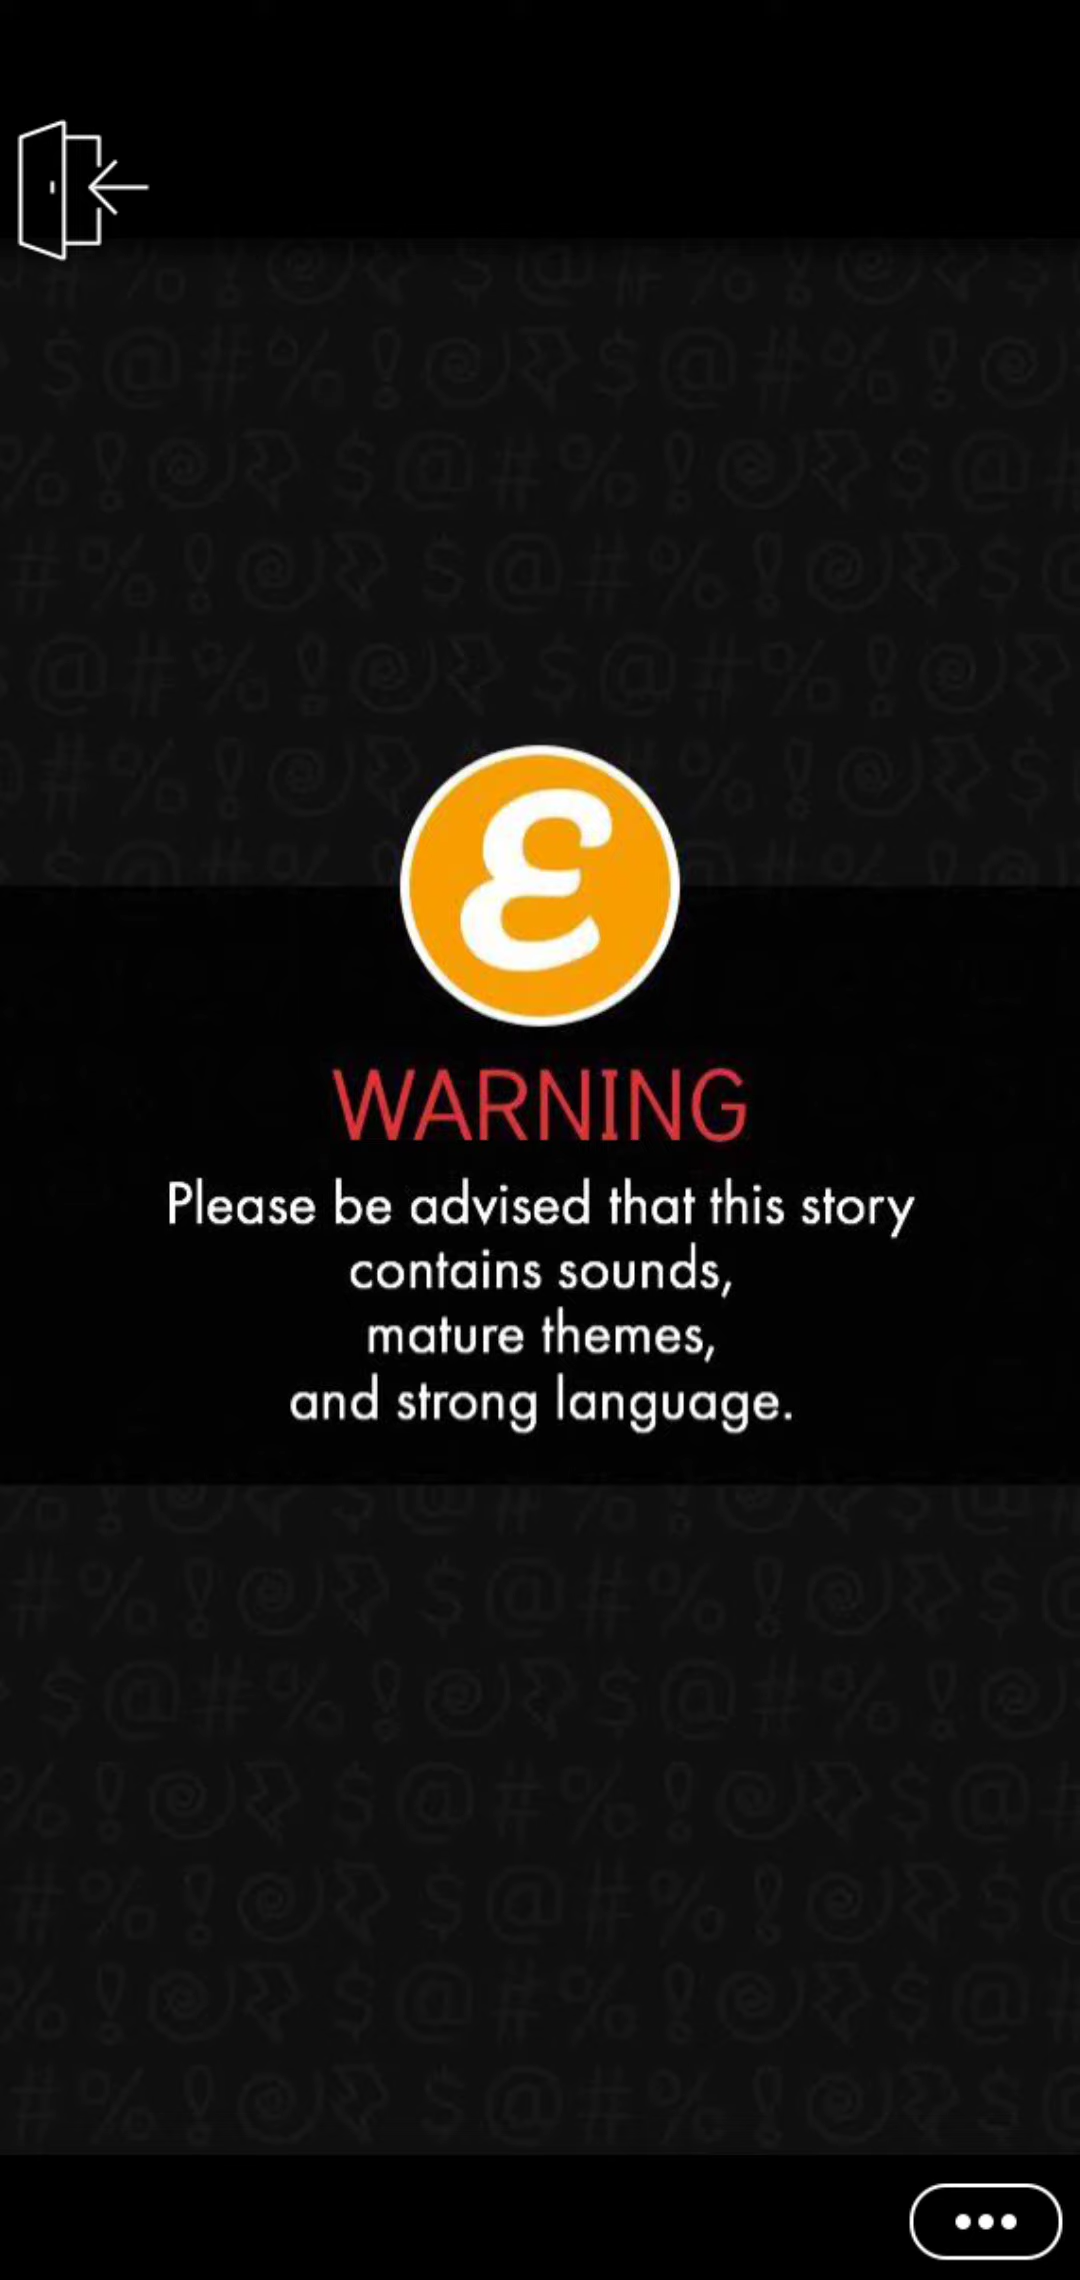 ε
WARNING
Please be advised that this story
contains sounds,
mature themes,
and strong language.